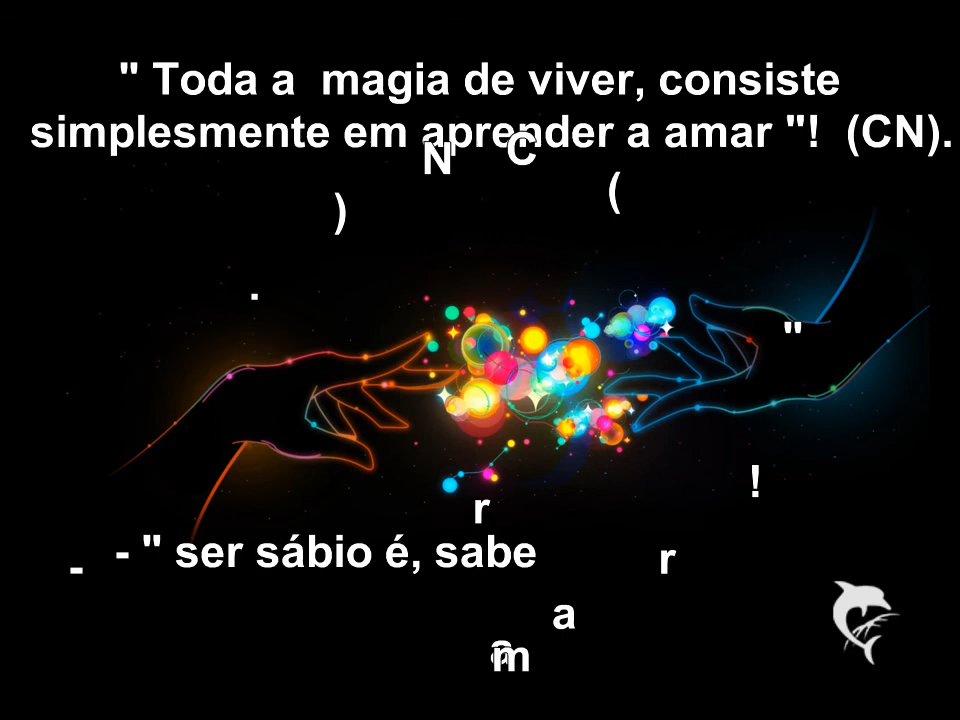 " Toda a magia de viver, consiste
simplesmente em aprender a amar "! (CN).
N C
) (
.
"
!
r
- - " ser sábio é, sabe r
a
m